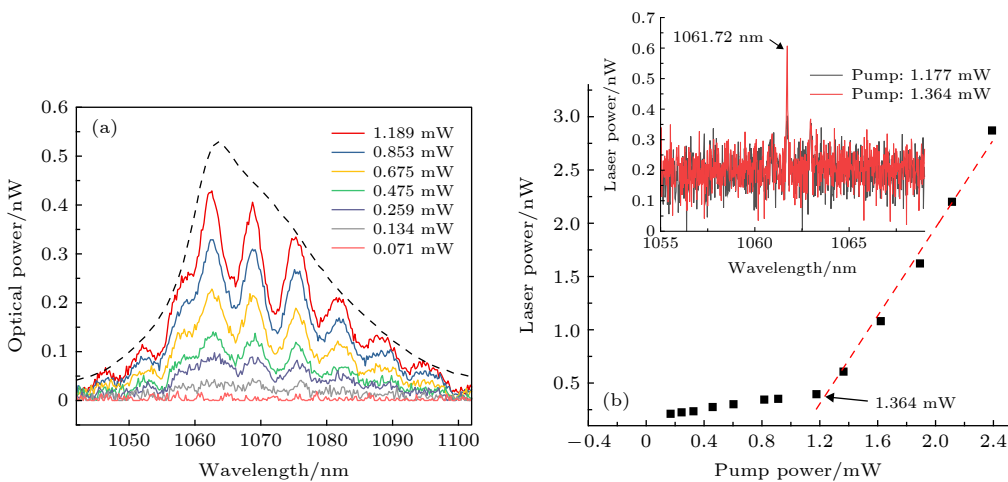 (a)
1.189 mW
0.853 mW
0.675 mW
0.475 mW
0.259 mW
0.134 mW
0.071 mW
0.6
0.5
0.4
0.3
0.2
0.1
0
Optical power/nW
1050
1060
1070
1080
1090
1100
Wavelength/nm
0.7
0.6
0.5
0.4
0.3
0.2
0.1
0
Laser power/nW
1061.72 nm
Pump: 1.177 mW
Pump: 1.364 mW
1055
1060
1065
Wavelength/nm
3.0
2.5
2.0
1.5
1.0
0.5
Laser power/nW
(b)
1.364 mW
−0.4
0
0.4
0.8
1.2
1.6
2.0
2.4
Pump power/mW